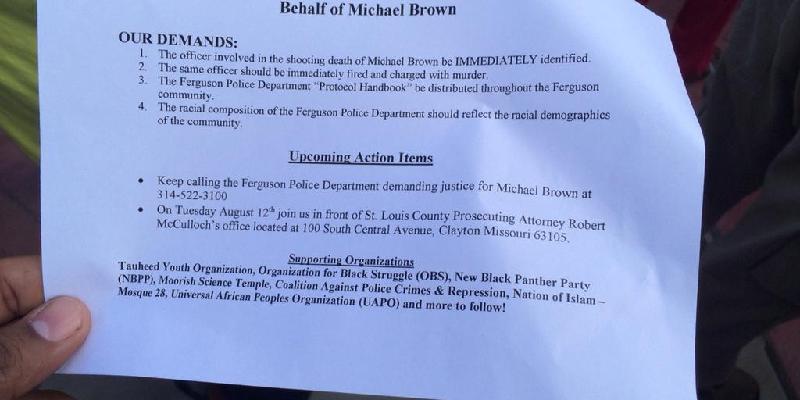 Behalf of Michael Brown
OUR DEMANDS:
1. The officer involved in the shooting death of Michael Brown be IMMEDIATELY identified.
2. The same officer should be immediately fired and charged with murder.
3. The Ferguson Police Department "Protocol Handbook" be distributed throughout the Ferguson
community.
4. The racial composition of the Ferguson Police Department should reflect the racial demographics
of the community.
Upcoming Action Items
• Keep calling the Ferguson Police Department demanding justice for Michael Brown at
314-522-3100
• On Tuesday August 12th join us in front of St. Louis County Prosecuting Attorney Robert
McCulloch's office located at 100 South Central Avenue, Clayton Missouri 63105.
Supporting Organizations
Tauheed Youth Organization, Organization for Black Struggle (OBS), New Black Panther Party
(NBPP), Moorish Science Temple, Coalition Against Police Crimes & Repression, Nation of Islam –
Mosque 28, Universal African Peoples Organization (UAPO) and more to follow!